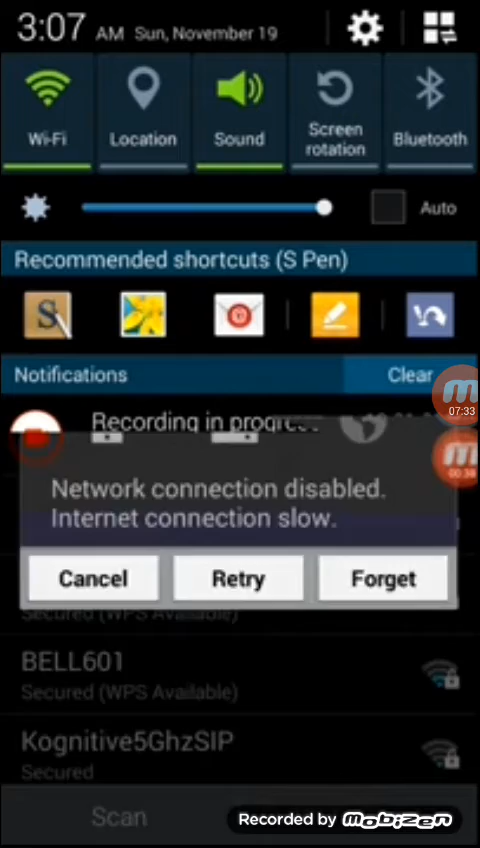 3:07 AM Sun, November 19
Wi-Fi
Location
Sound
Screen
rotation
Bluetooth
Auto
Recommended shortcuts (S Pen)
S
Notifications
Clear
07:33
Recording in progress
00:38
Network connection disabled.
Internet connection slow.
Cancel
Retry
Forget
Secured (WPS Available)
BELL601
Secured (WPS Available)
Kognitive5GhzSIP
Secured
Scan
Recorded by Mobizen